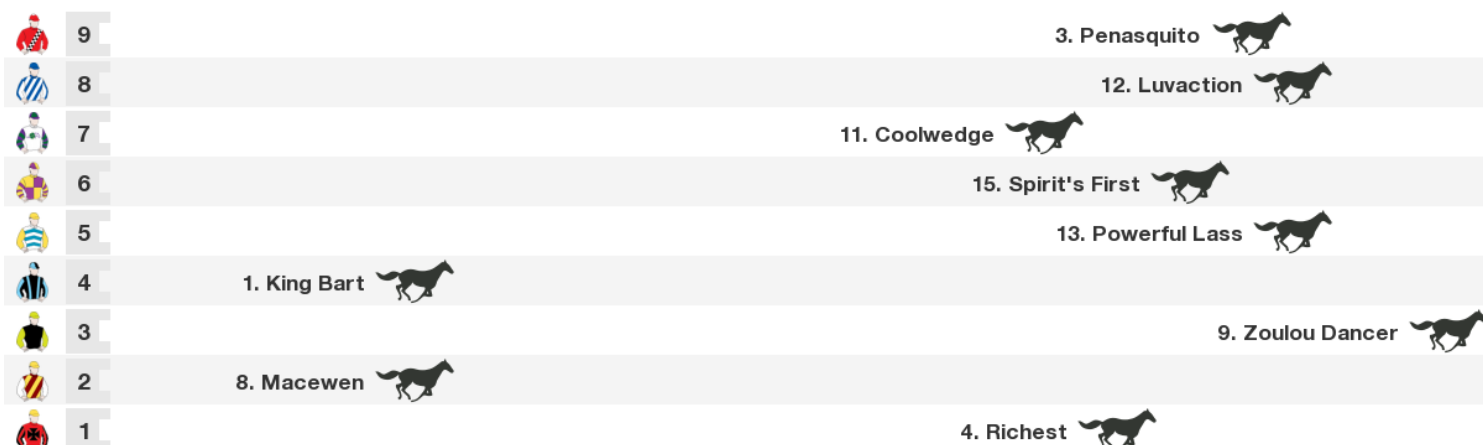 9 3. Penasquito
8 12. Luvaction
7 11. Coolwedge
6 15. Spirit's First
5 13. Powerful Lass
4 1. King Bart
3 9. Zoulou Dancer
2 8. Macewen
1 4. Richest